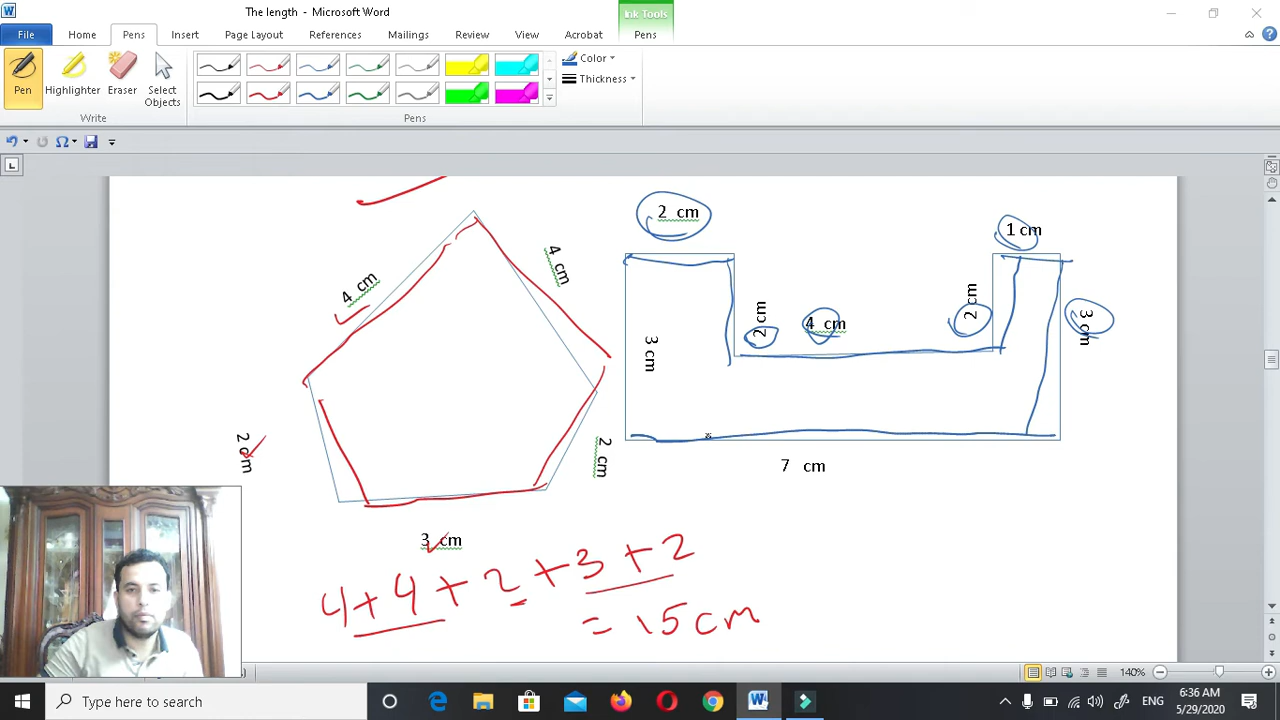 The length - Microsoft Word
Ink Tools
File
Home
Pens
Insert
Page Layout
References
Mailings
Review
View
Acrobat
Pens
Pen
Highlighter
Eraser
Select
Objects
Color
Thickness
Write
Pens
2 cm
1 cm
4 cm
4 cm
2 cm
4 cm
2 cm
3 cm
3 cm
2 cm
2 cm
7 cm
3 cm
4+4+2+3+2
= 15cm
140%
Type here to search
ENG
6:36 AM
5/29/2020